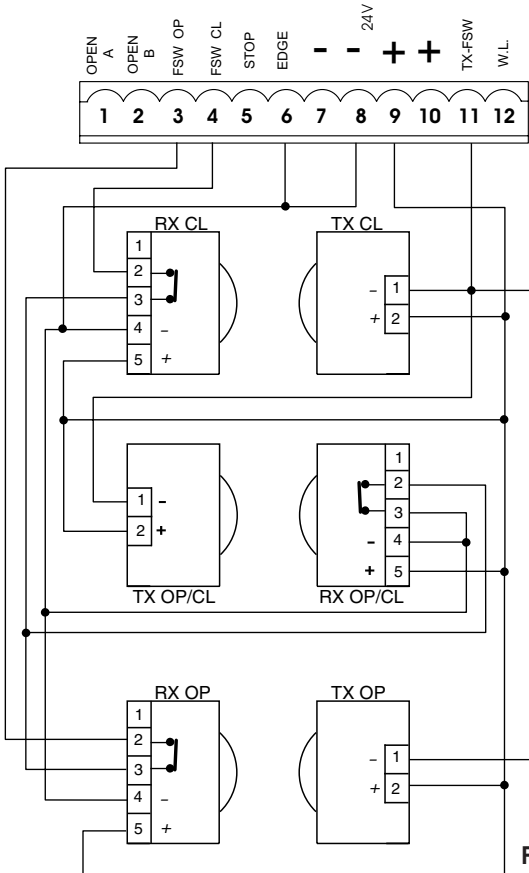 OPEN A
OPEN B
FSW OP
FSW CL
STOP
EDGE
-
-
24V
+
+
TX-FSW
W.L.
1 2 3 4 5 6 7 8 9 10 11 12
RX CL
1
2
3
4 -
5 +
TX CL
- 1
+ 2
1 -
2 +
TX OP/CL
1
2
3
- 4
+ 5
RX OP/CL
RX OP
1
2
3
4 -
5 +
TX OP
- 1
+ 2